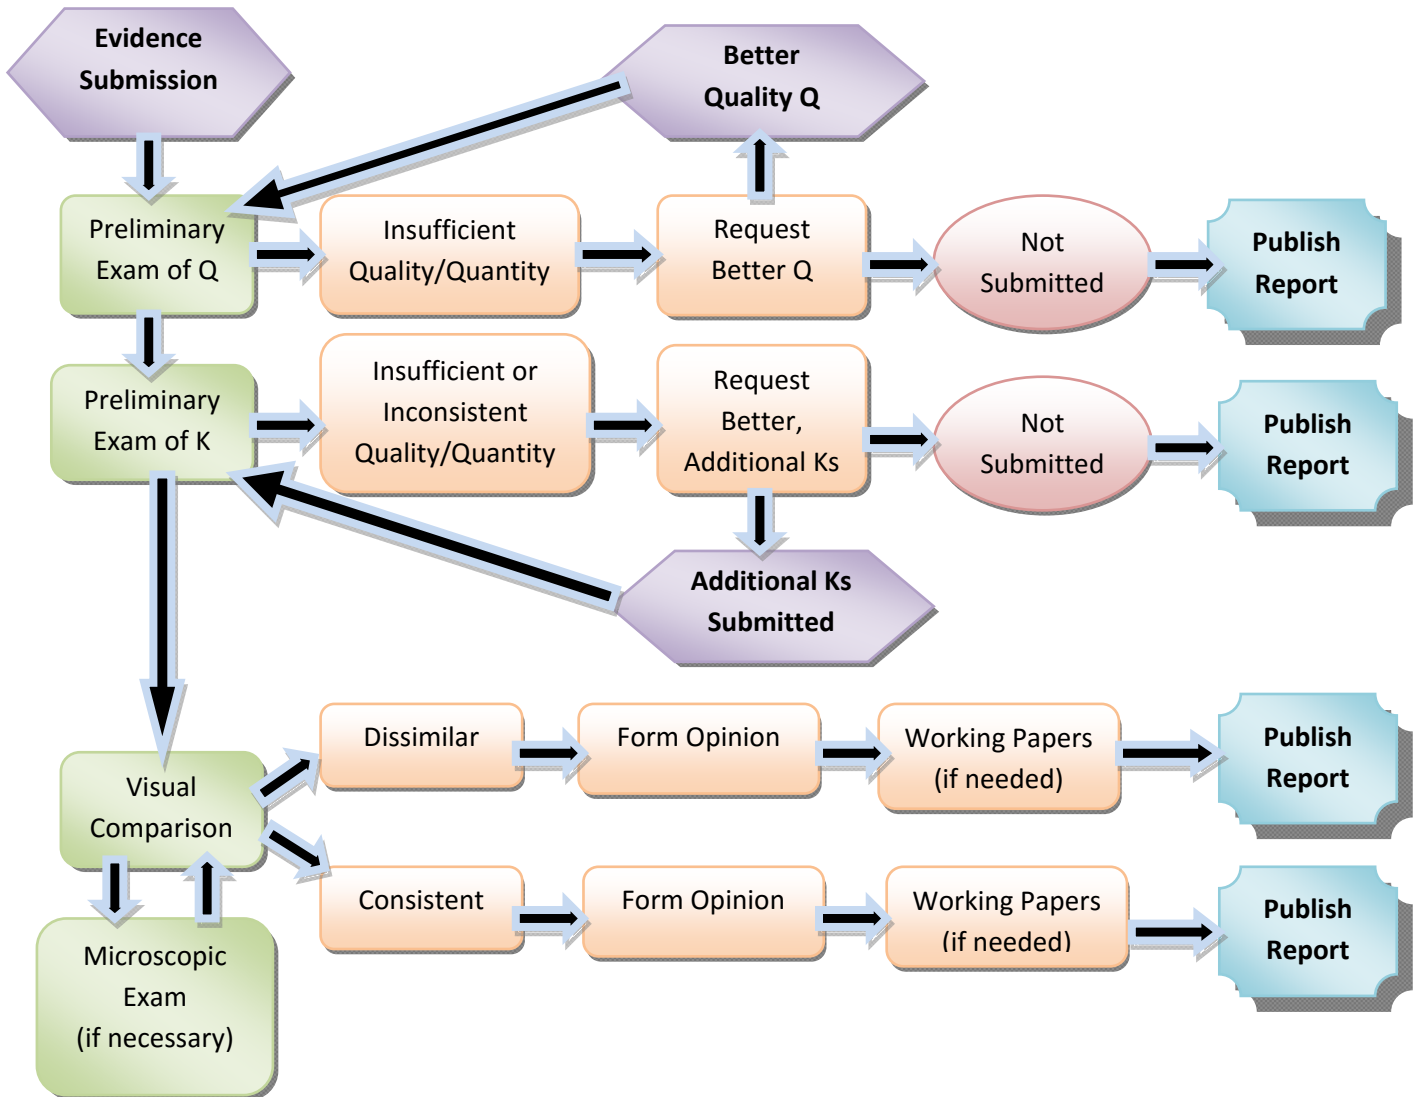 Evidence
Submission
Better
Quality Q
Preliminary
Exam of Q
Insufficient
Quality/Quantity
Request
Better Q
Not
Submitted
Publish
Report
Preliminary
Exam of K
Insufficient or
Inconsistent
Quality/Quantity
Request
Better,
Additional Ks
Not
Submitted
Publish
Report
Additional Ks
Submitted
Visual
Comparison
Dissimilar
Form Opinion
Working Papers
(if needed)
Publish
Report
Consistent
Form Opinion
Working Papers
(if needed)
Publish
Report
Microscopic
Exam
(if necessary)